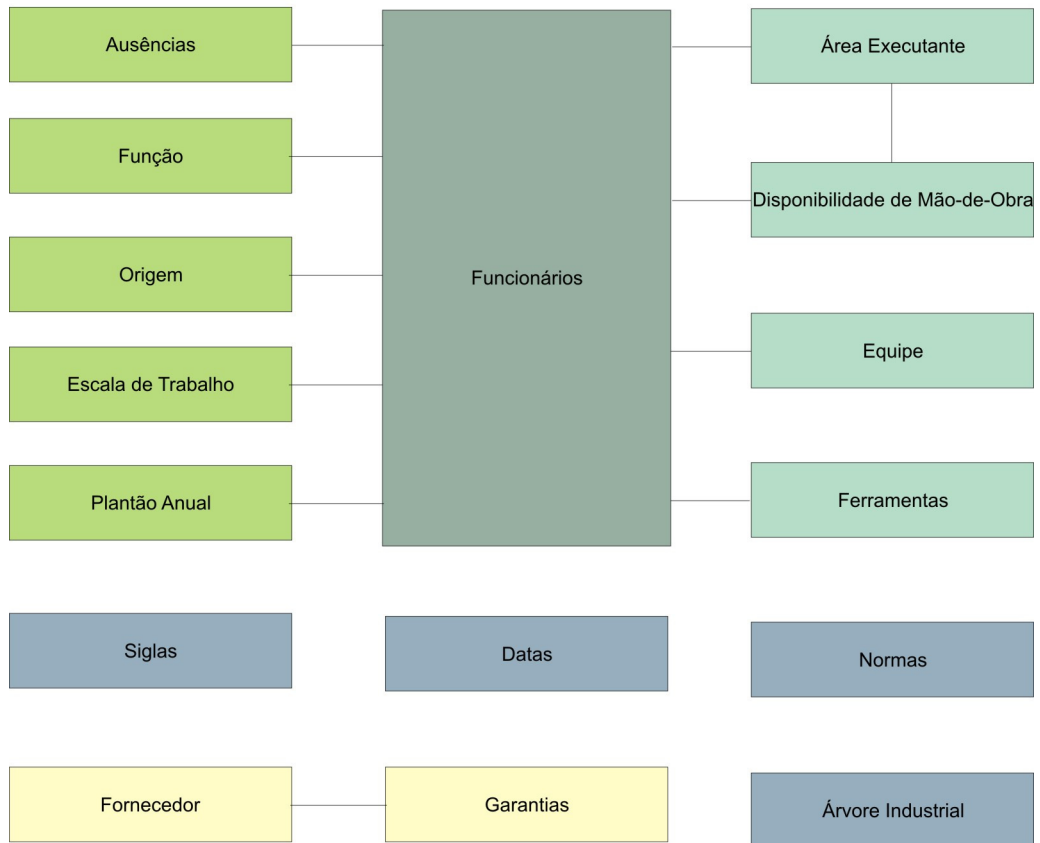 Ausências
Área Executante
Função
Disponibilidade de Mão-de-Obra
Origem
Funcionários
Equipe
Escala de Trabalho
Plantão Anual
Ferramentas
Siglas
Datas
Normas
Fornecedor
Garantias
Árvore Industrial